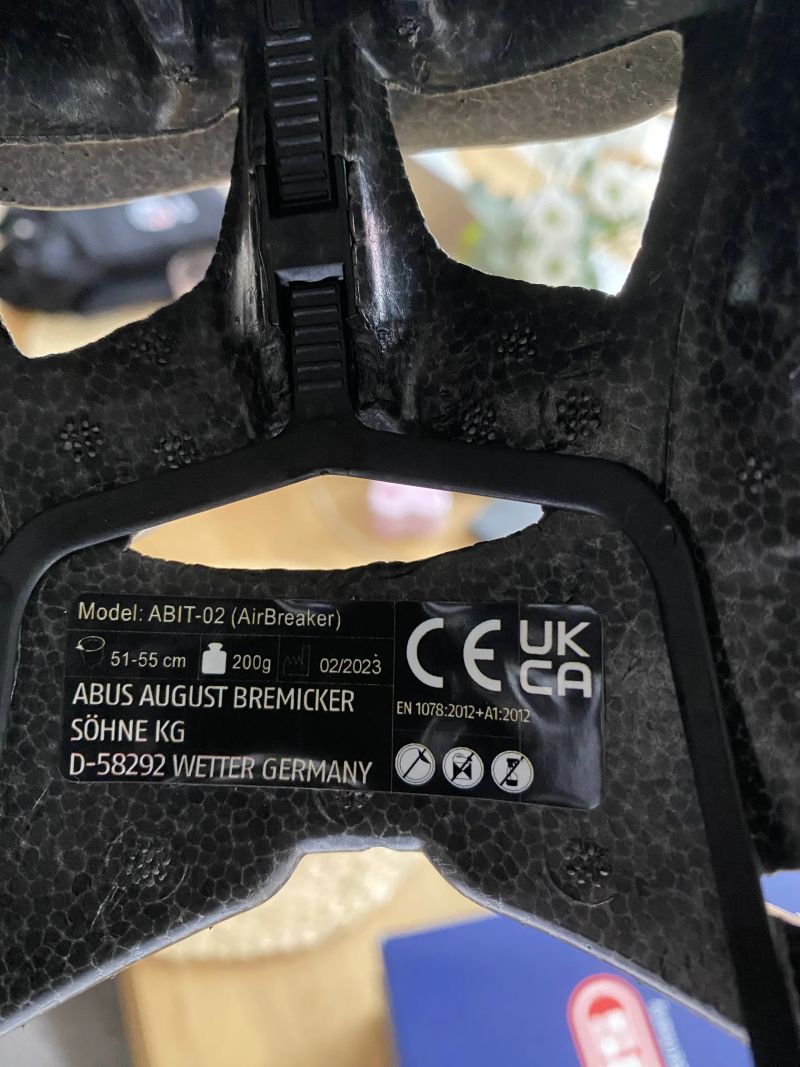 Model: ABIT-02 (AirBreaker)
51-55 cm 200g 02/2023
ABUS AUGUST BREMICKER
SÖHNE KG
D-58292 WETTER GERMANY
CE UK
CA
EN 1078:2012+A1:2012